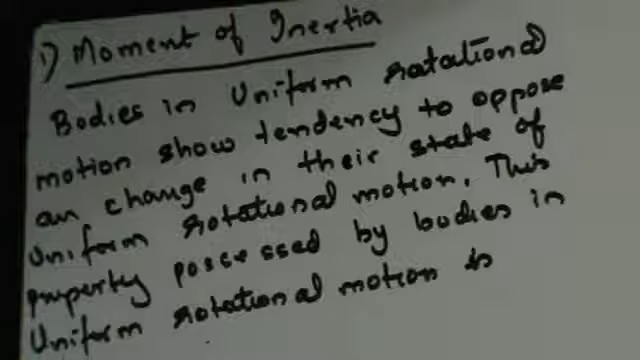 1) Moment of Inertia
Bodies in Uniform rotational
motion show tendency to oppose
an change in their state of
Uniform rotational motion. This
property possessed by bodies in
Uniform rotational motion is